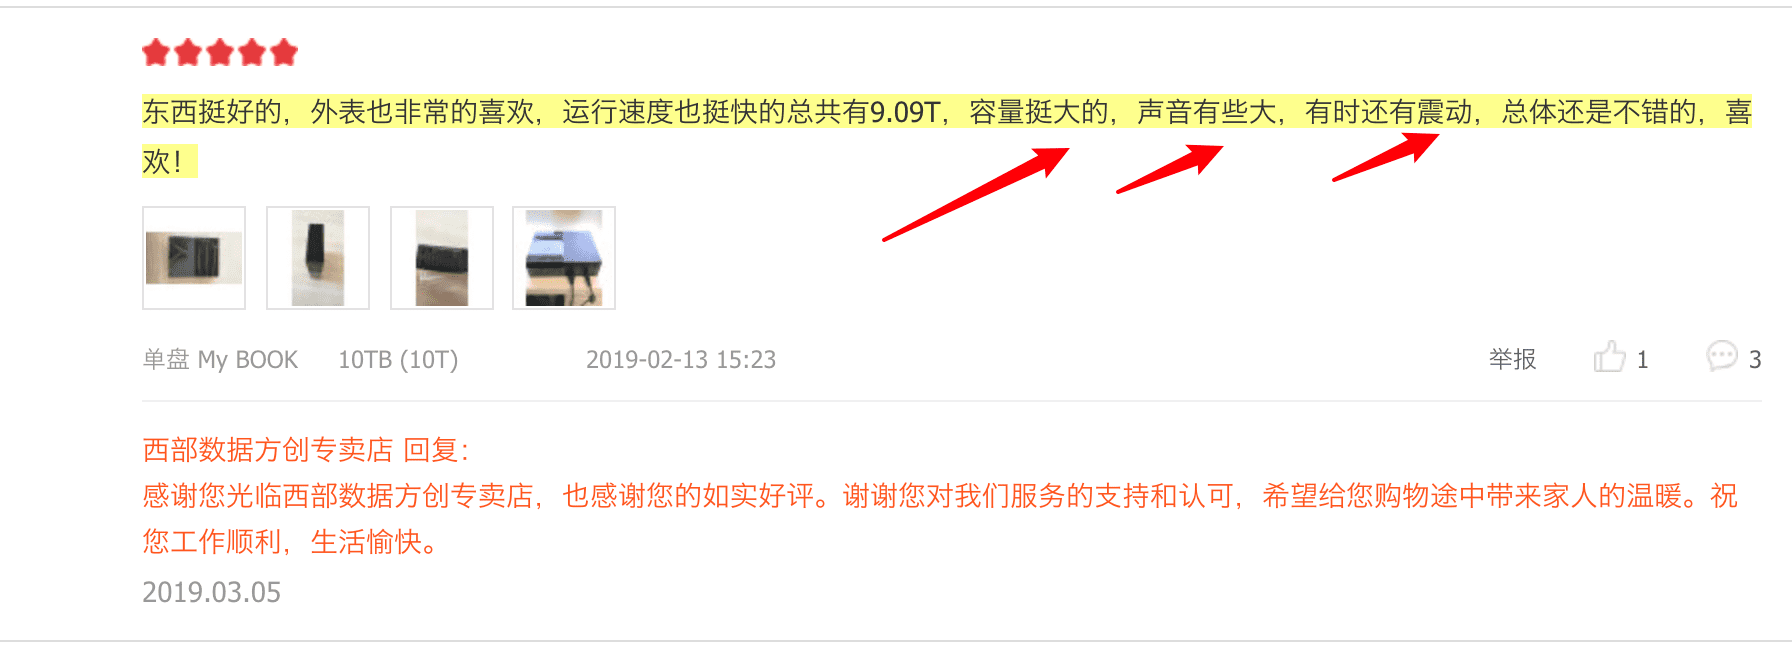 东西挺好的，外表也非常的喜欢，运行速度也挺快的总共有9.09T，容量挺大的，声音有些大，有时还有震动，总体还是不错的，喜
欢！
单盘 My BOOK 10TB (10T) 2019-02-13 15:23 举报 1 3
西部数据方创专卖店 回复：
感谢您光临西部数据方创专卖店，也感谢您的如实好评。谢谢您对我们服务的支持和认可，希望给您购物途中带来家人的温暖。祝
您工作顺利，生活愉快。
2019.03.05